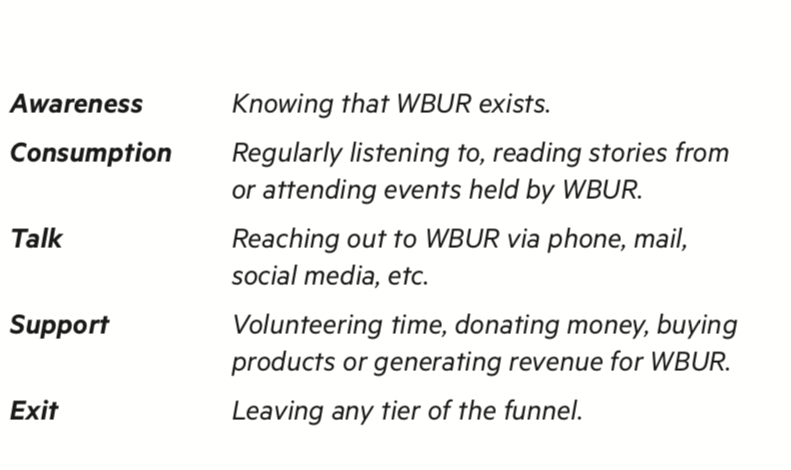 Awareness Knowing that WBUR exists.
Consumption Regularly listening to, reading stories from
or attending events held by WBUR.
Talk Reaching out to WBUR via phone, mail,
social media, etc.
Support Volunteering time, donating money, buying
products or generating revenue for WBUR.
Exit Leaving any tier of the funnel.